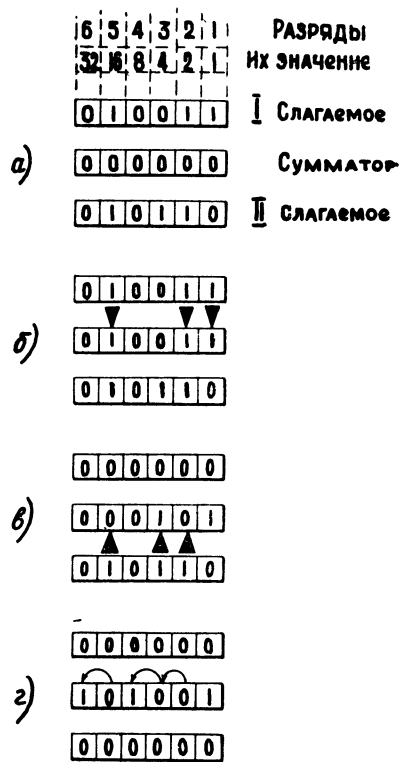 6 5 4 3 2 1 Разряды
32 16 8 4 2 1 Их значение
0 1 0 0 1 1 I Слагаемое
а) 0 0 0 0 0 0 Сумматор
0 1 0 1 1 0 II Слагаемое
0 1 0 0 1 1
б) 0 1 0 0 1 1
0 1 0 1 1 0
0 0 0 0 0 0
в) 0 0 0 1 0 1
0 1 0 1 1 0
0 0 0 0 0 0
г) 1 0 1 0 0 1
0 0 0 0 0 0